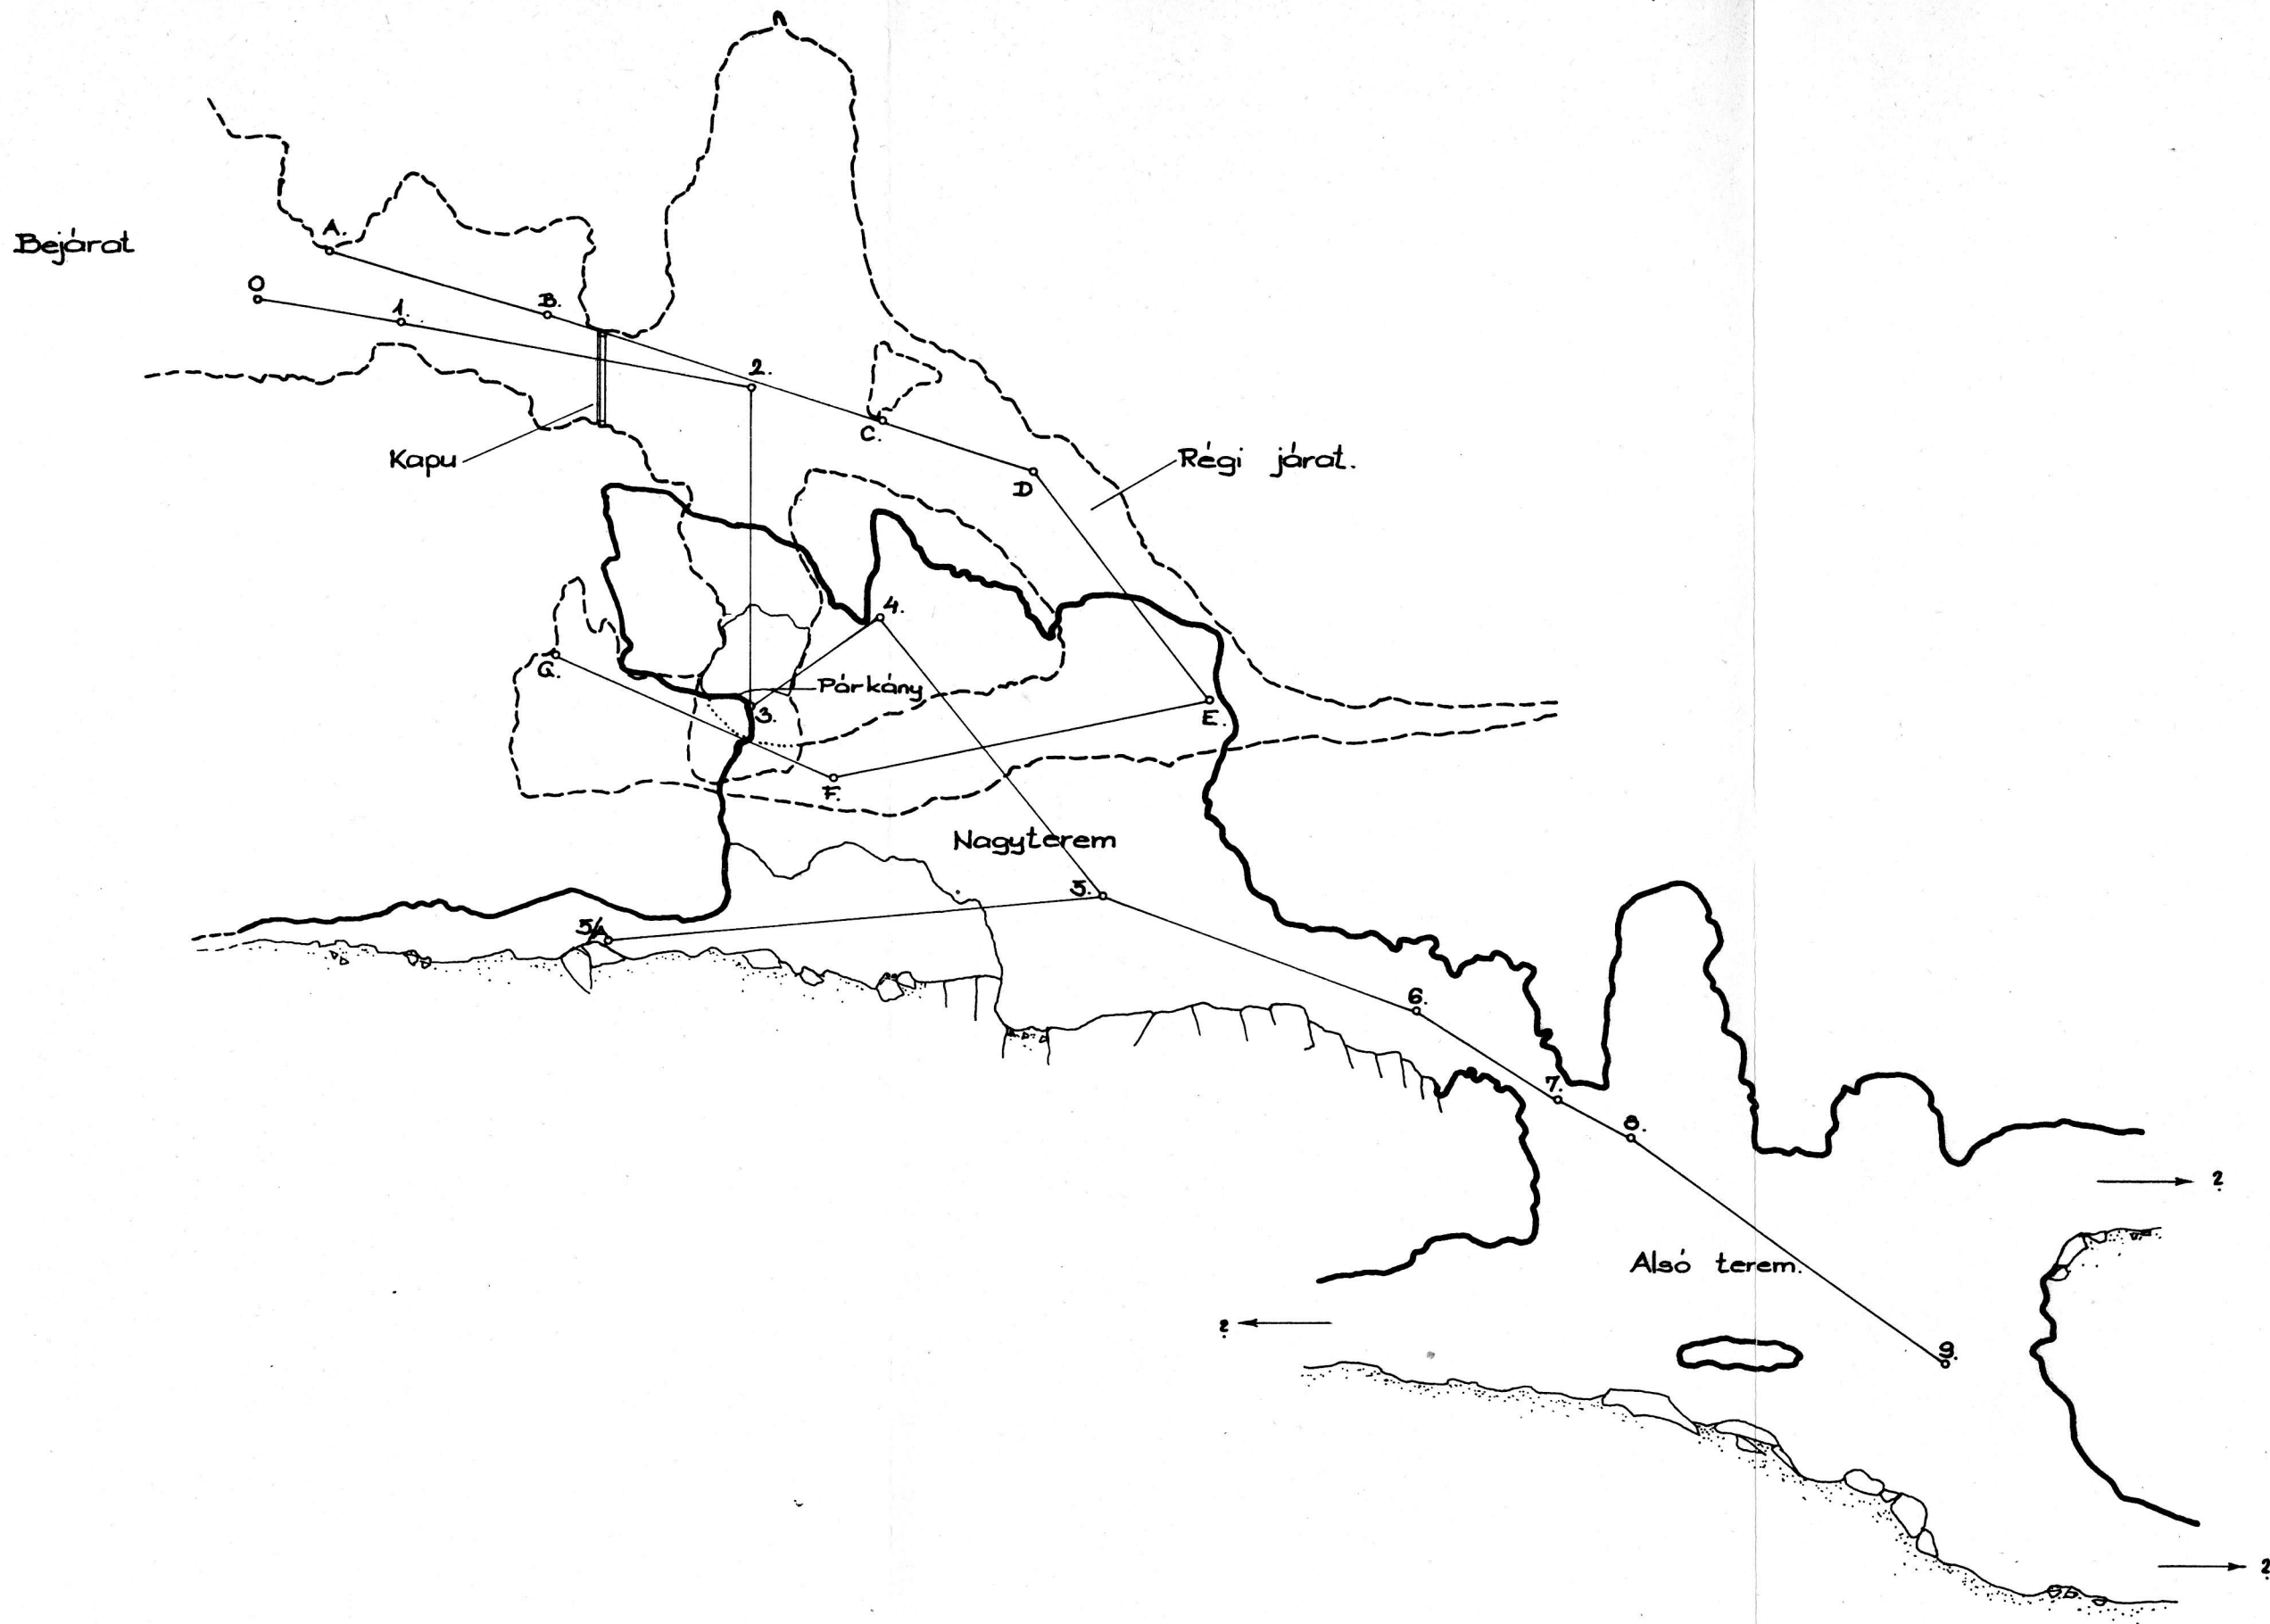 A.
Bejárat
O
B.
1.
2.
C.
Kapu
Régi járat.
D
4.
G.
Párkány
3.
E.
F.
Nagyterem
5.
5/A
6.
7.
8.
?
Alsó terem.
?
9.
?